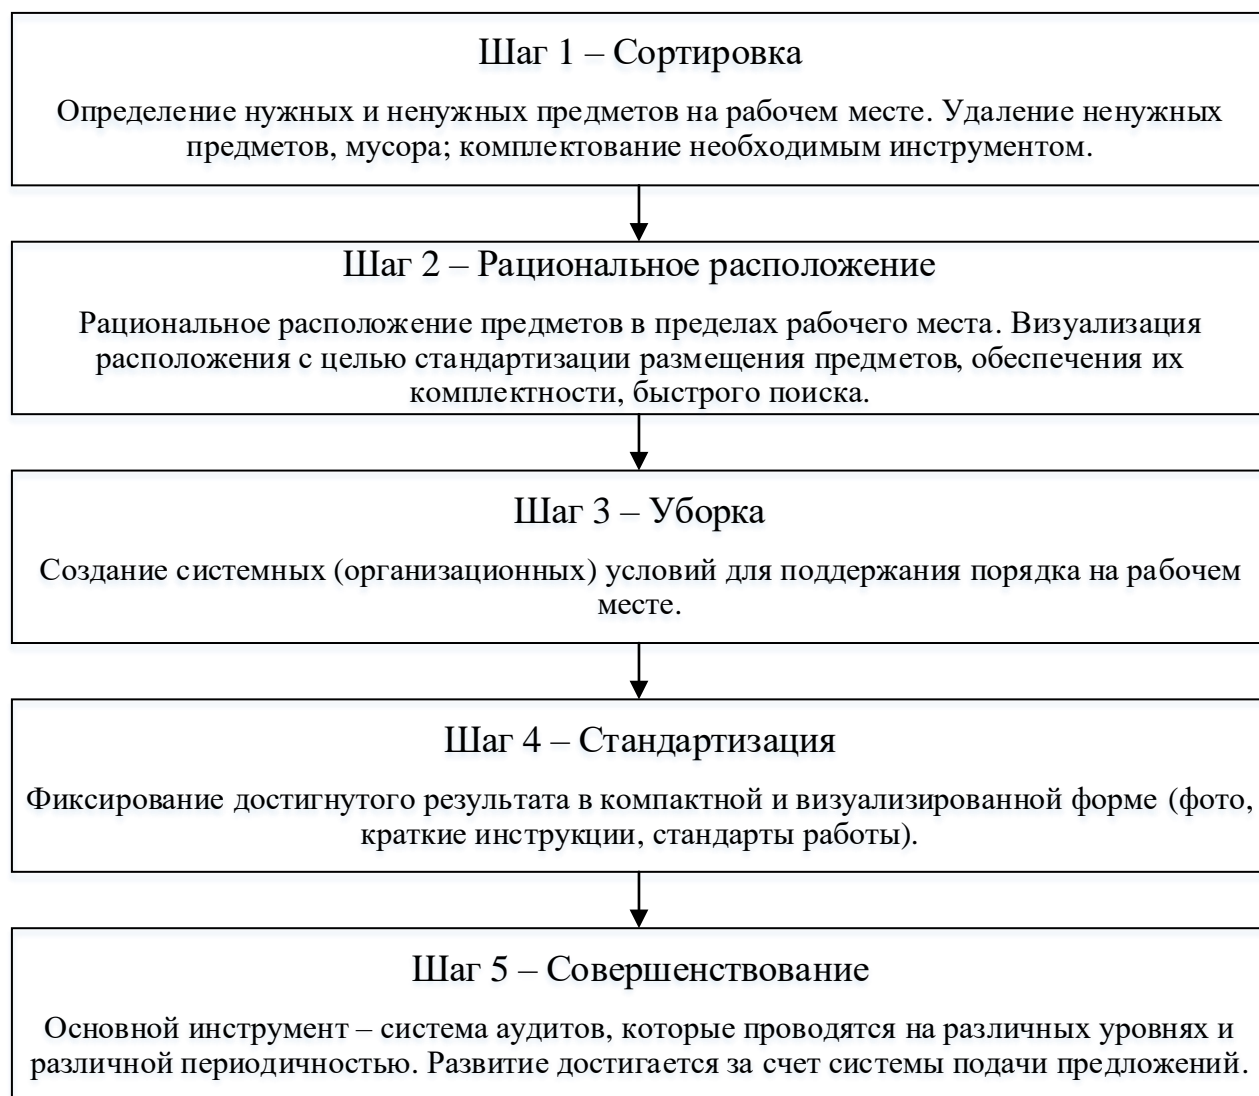 Шаг 1 – Сортировка
Определение нужных и ненужных предметов на рабочем месте. Удаление ненужных
предметов, мусора; комплектование необходимым инструментом.
Шаг 2 – Рациональное расположение
Рациональное расположение предметов в пределах рабочего места. Визуализация
расположения с целью стандартизации размещения предметов, обеспечения их
комплектности, быстрого поиска.
Шаг 3 – Уборка
Создание системных (организационных) условий для поддержания порядка на рабочем
месте.
Шаг 4 – Стандартизация
Фиксирование достигнутого результата в компактной и визуализированной форме (фото,
краткие инструкции, стандарты работы).
Шаг 5 – Совершенствование
Основной инструмент – система аудитов, которые проводятся на различных уровнях и
различной периодичностью. Развитие достигается за счет системы подачи предложений.